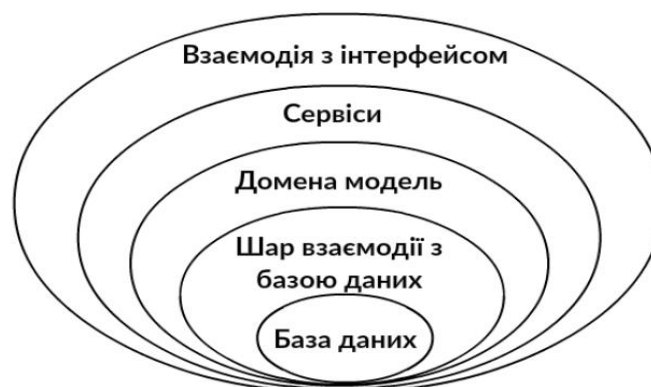 Взаємодія з інтерфейсом
Сервіси
Домена модель
Шар взаємодії з
базою даних
База даних